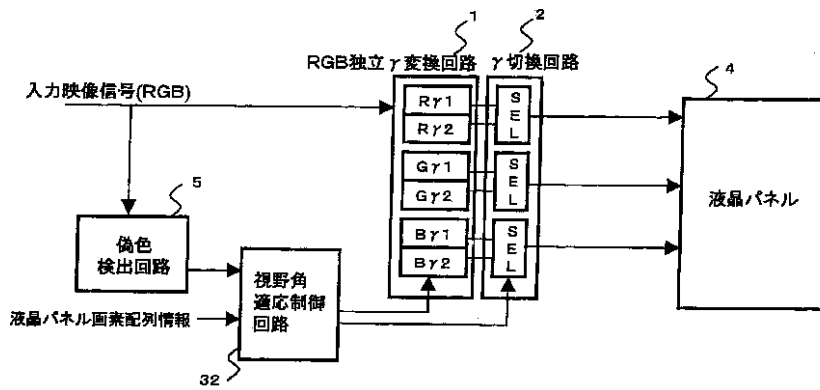 1
2
RGB独立γ変換回路
γ切換回路
4
入力映像信号(RGB)
Rγ1
Rγ2
SEL
Gγ1
Gγ2
SEL
Bγ1
Bγ2
SEL
液晶パネル
5
偽色
検出回路
視野角
適応制御
回路
液晶パネル画素配列情報
32